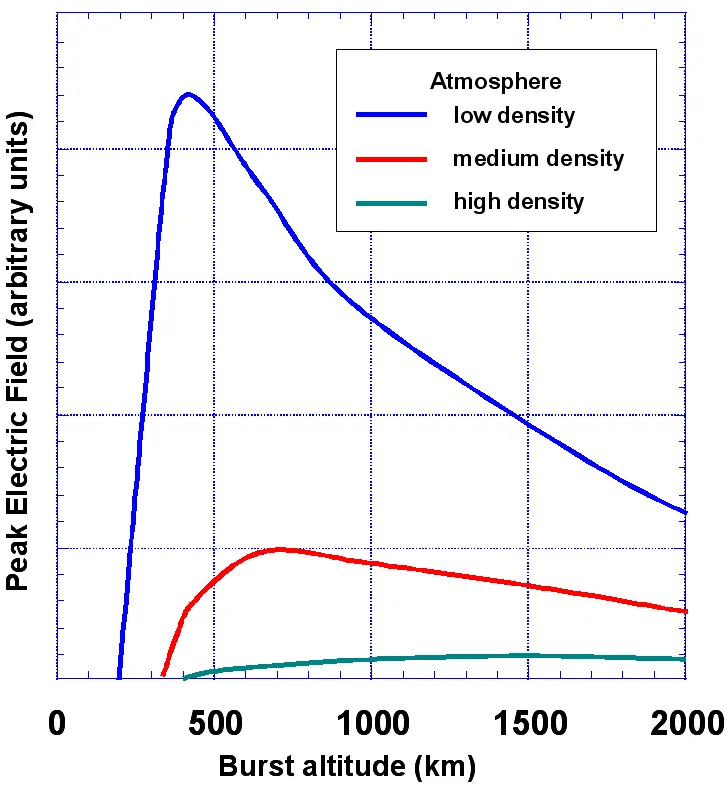 Atmosphere
low density
medium density
high density
Peak Electric Field (arbitrary units)
0 500 1000 1500 2000
Burst altitude (km)